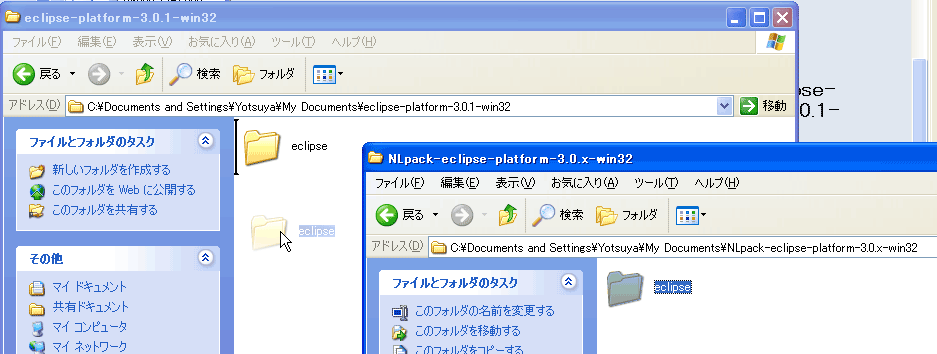 eclipse-platform-3.0.1-win32
ファイル(F) 編集(E) 表示(V) お気に入り(A) ツール(T) ヘルプ(H)
戻る 検索 フォルダ
アドレス(D) C:¥Documents and Settings¥Yotsuya¥My Documents¥eclipse-platform-3.0.1-win32 移動
ファイルとフォルダのタスク
新しいフォルダを作成する
このフォルダを Web に公開する
このフォルダを共有する
その他
マイ ドキュメント
共有ドキュメント
マイ コンピュータ
マイ ネットワーク
eclipse
eclipse
pse-
0.1-
NLpack-eclipse-platform-3.0.x-win32
ファイル(F) 編集(E) 表示(V) お気に入り(A) ツール(T) ヘルプ(H)
戻る 検索 フォルダ
アドレス(D) C:¥Documents and Settings¥Yotsuya¥My Documents¥NLpack-eclipse-platform-3.0.x-win32
ファイルとフォルダのタスク
このフォルダの名前を変更する
このフォルダを移動する
このフォルダをコピーする
eclipse